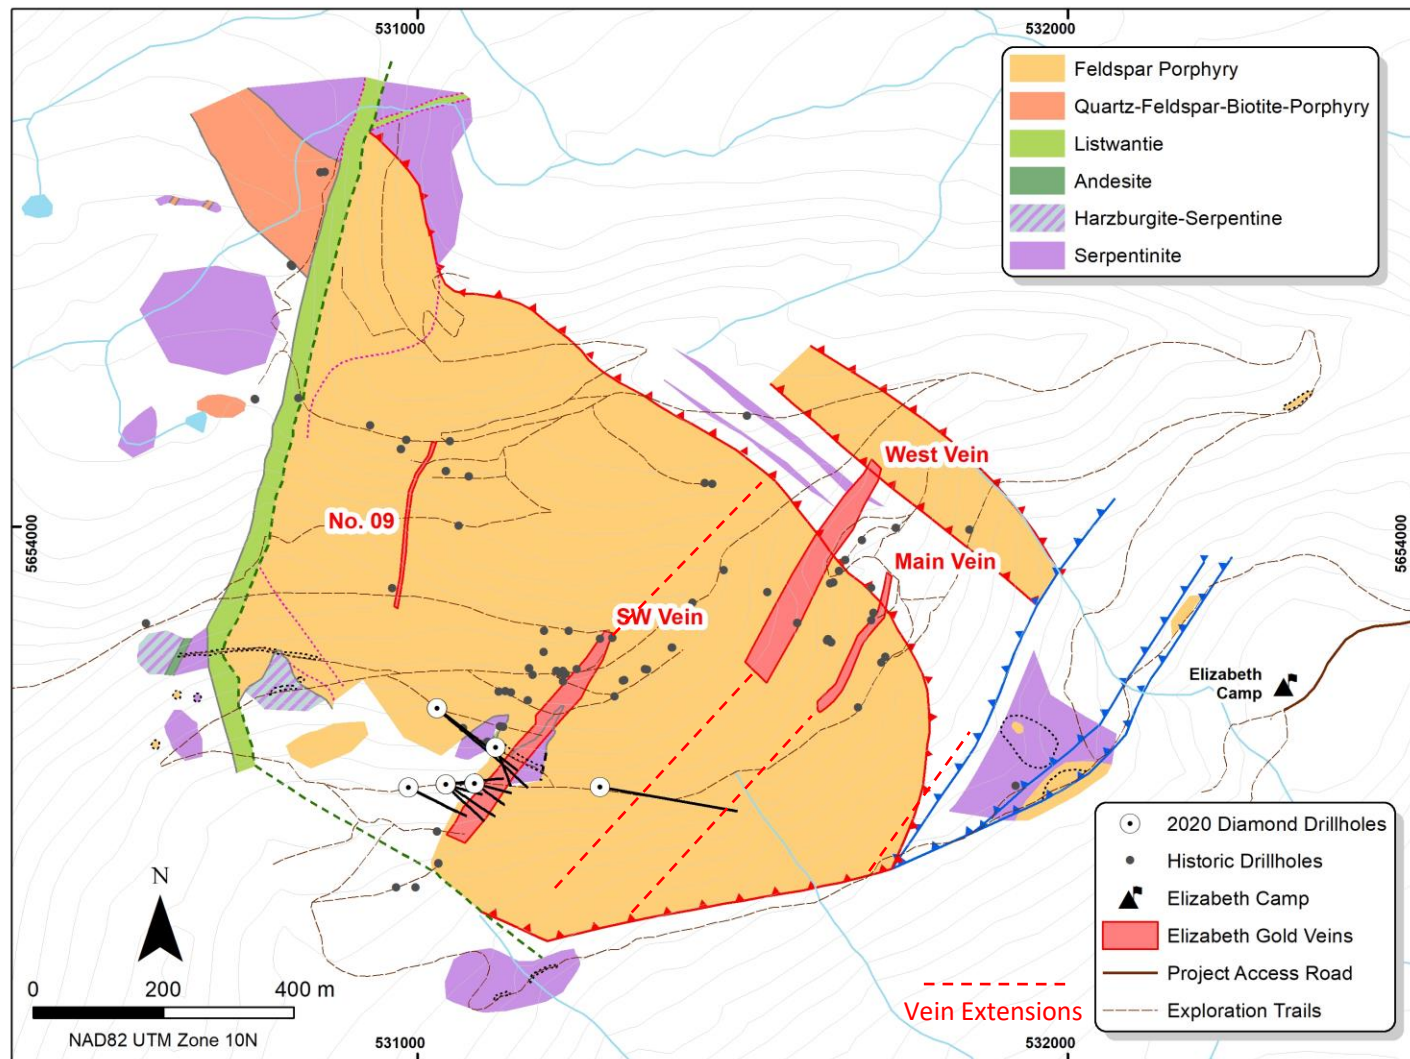 531000
532000
Feldspar Porphyry
Quartz-Feldspar-Biotite-Porphyry
Listwantie
Andesite
Harzburgite-Serpentine
Serpentinite
West Vein
No. 09
5654000
5654000
Main Vein
SW Vein
Elizabeth
Camp
2020 Diamond Drillholes
Historic Drillholes
Elizabeth Camp
Elizabeth Gold Veins
Project Access Road
Exploration Trails
N
0 200 400 m
NAD82 UTM Zone 10N
Vein Extensions
531000
532000